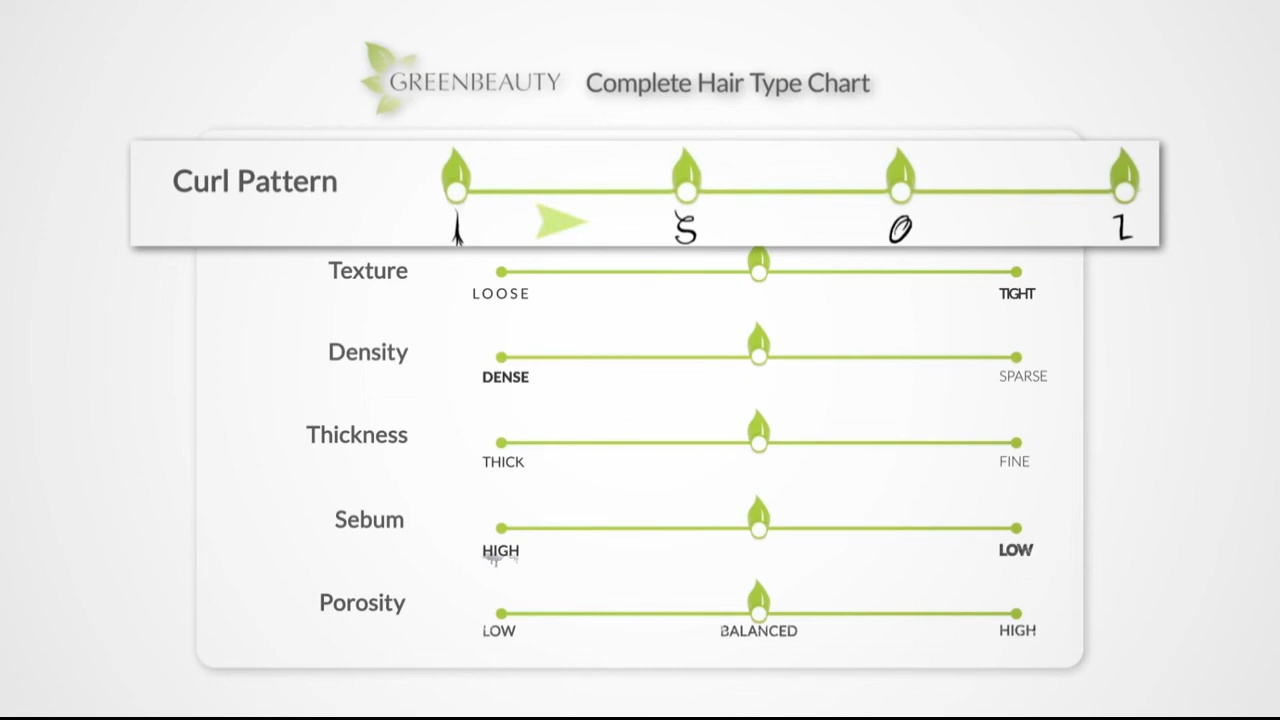 GREENBEAUTY Complete Hair Type Chart
Curl Pattern
S O Z
Texture
LOOSE TIGHT
Density
DENSE SPARSE
Thickness
THICK FINE
Sebum
HIGH LOW
Porosity
LOW BALANCED HIGH